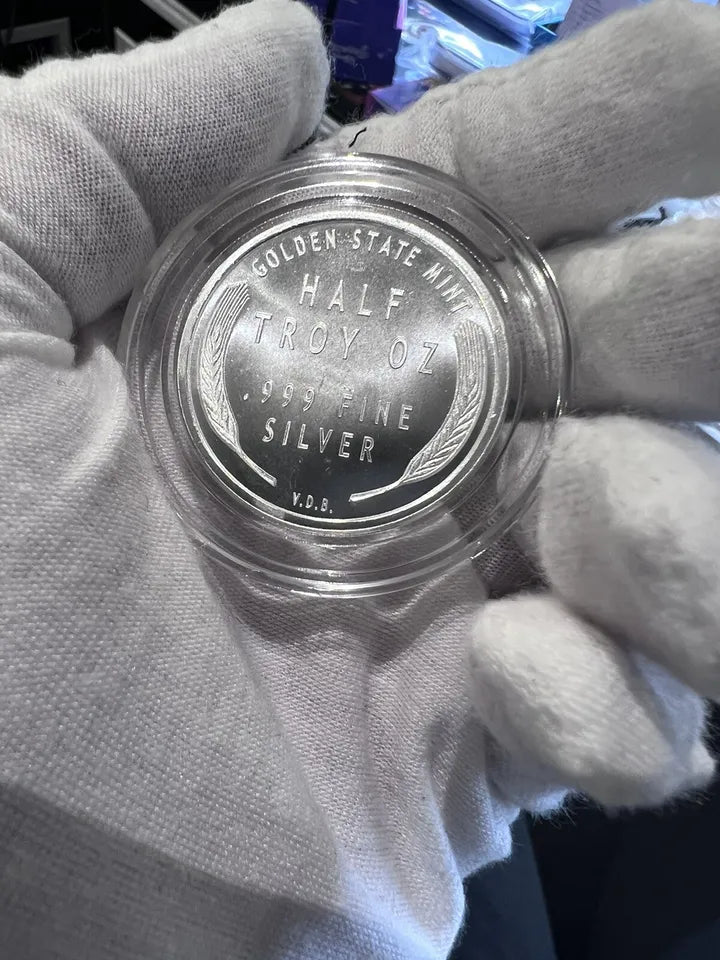 GOLDEN STATE MINT
HALF
TROY OZ
.999 FINE
SILVER
V.D.B.